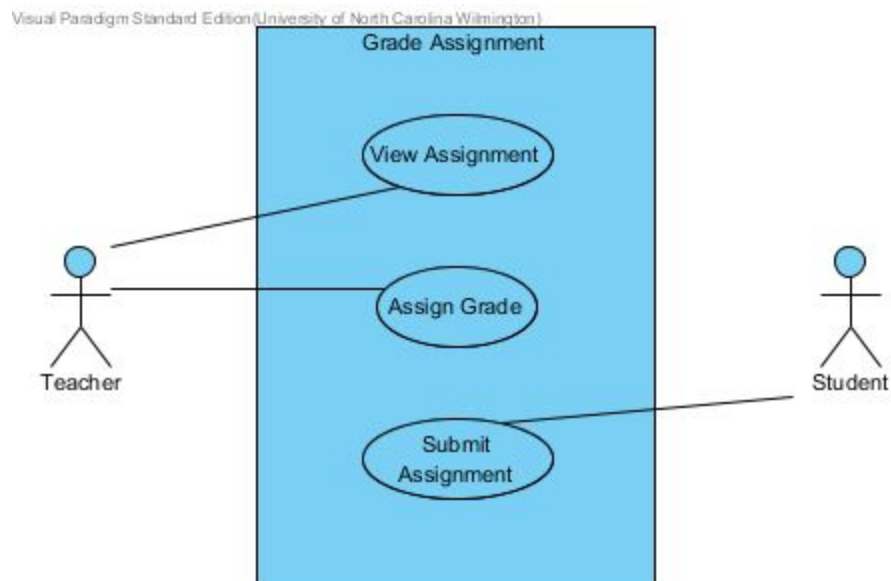 Visual Paradigm Standard Edition(University of North Carolina Wilmington)
Grade Assignment
View Assignment
Assign Grade
Teacher
Student
Submit
Assignment